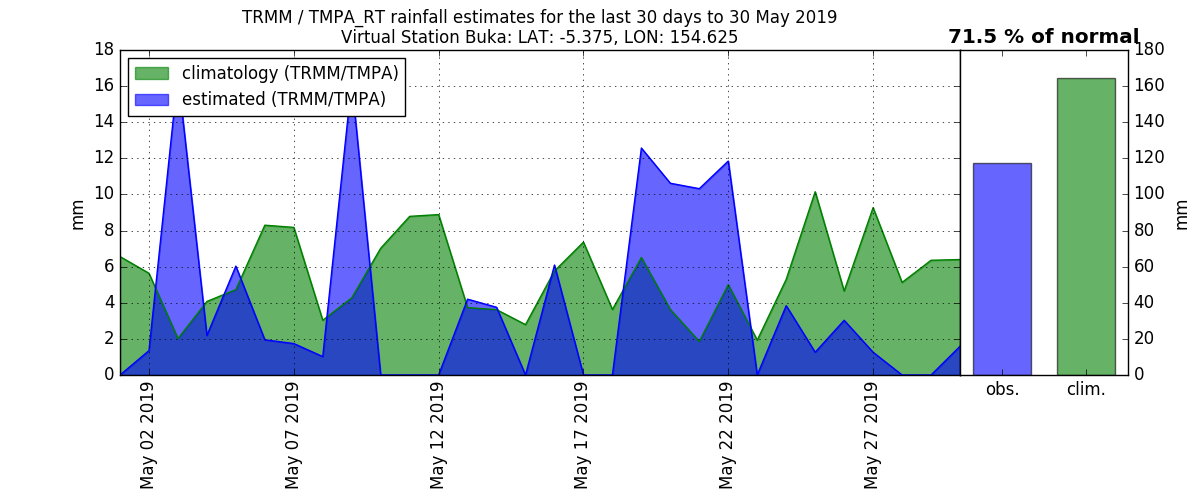 TRMM / TMPA_RT rainfall estimates for the last 30 days to 30 May 2019
Virtual Station Buka: LAT: -5.375, LON: 154.625
71.5 % of normal
climatology (TRMM/TMPA)
estimated (TRMM/TMPA)
18
16
14
12
10
8
6
4
2
0
mm
May 02 2019
May 07 2019
May 12 2019
May 17 2019
May 22 2019
May 27 2019
180
160
140
120
100
80
60
40
20
0
mm
obs.
clim.